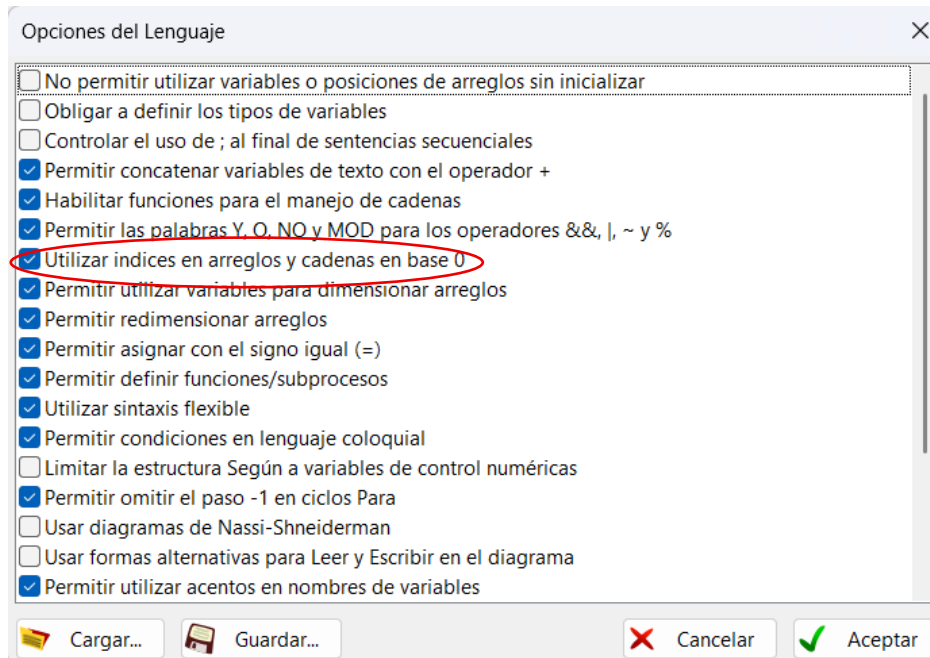 Opciones del Lenguaje
No permitir utilizar variables o posiciones de arreglos sin inicializar
Obligar a definir los tipos de variables
Controlar el uso de ; al final de sentencias secuenciales
Permitir concatenar variables de texto con el operador +
Habilitar funciones para el manejo de cadenas
Permitir las palabras Y, O, NO y MOD para los operadores &&, |, ~ y %
Utilizar indices en arreglos y cadenas en base 0
Permitir utilizar variables para dimensionar arreglos
Permitir redimensionar arreglos
Permitir asignar con el signo igual (=)
Permitir definir funciones/subprocesos
Utilizar sintaxis flexible
Permitir condiciones en lenguaje coloquial
Limitar la estructura Según a variables de control numéricas
Permitir omitir el paso -1 en ciclos Para
Usar diagramas de Nassi-Shneiderman
Usar formas alternativas para Leer y Escribir en el diagrama
Permitir utilizar acentos en nombres de variables
Cargar... Guardar... Cancelar Aceptar